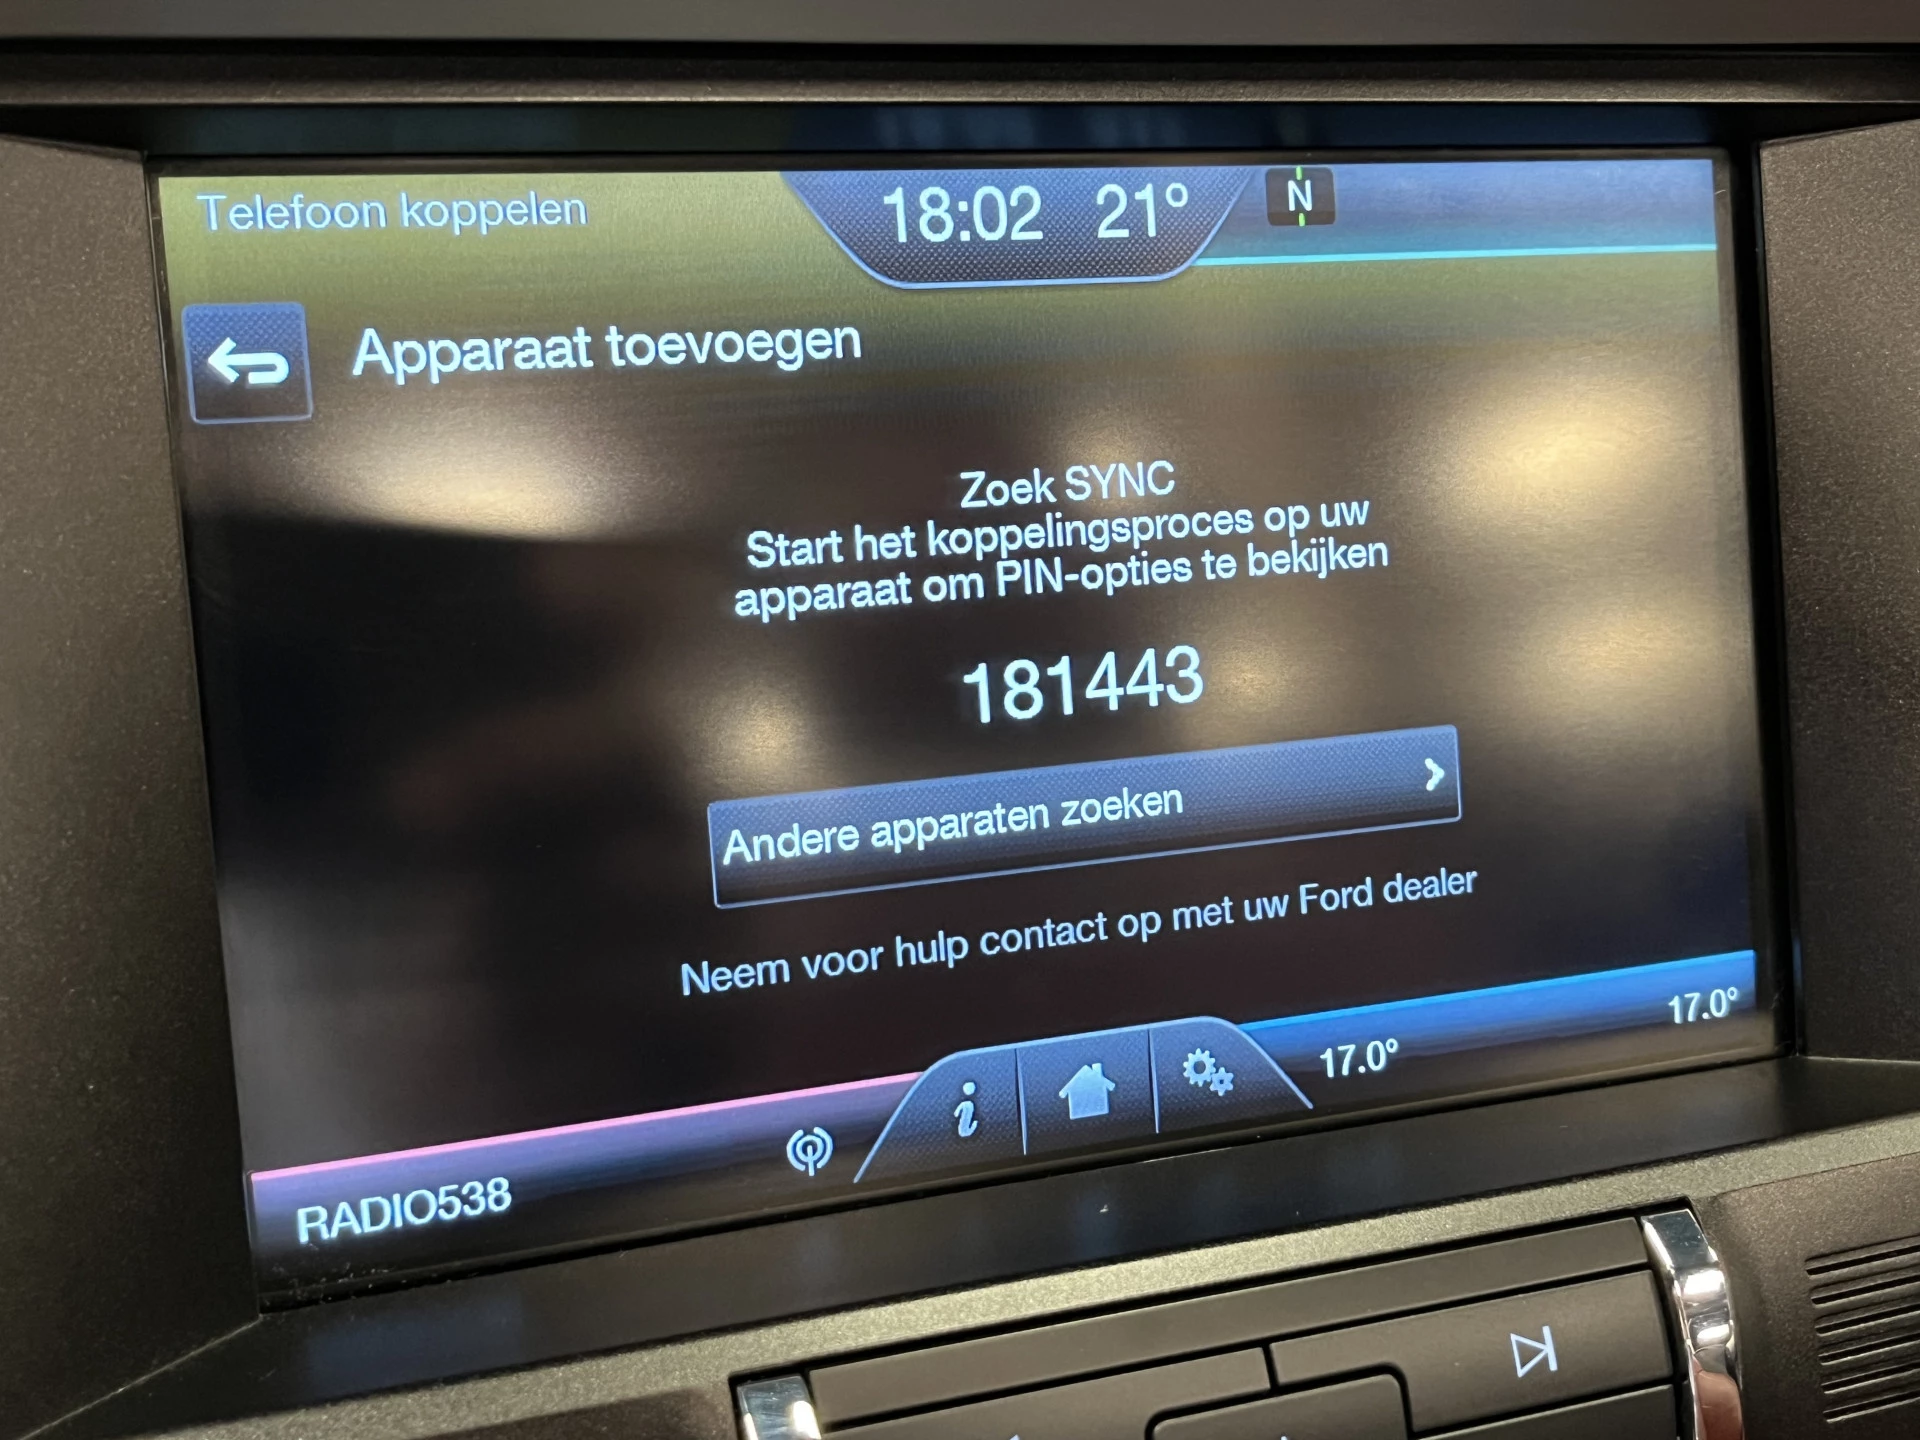 Telefoon koppelen
18:02 21°
N
Apparaat toevoegen
Zoek SYNC
Start het koppelingsproces op uw
apparaat om PIN-opties te bekijken
181443
Andere apparaten zoeken
Neem voor hulp contact op met uw Ford dealer
RADIO538
i
17.0°
17.0°